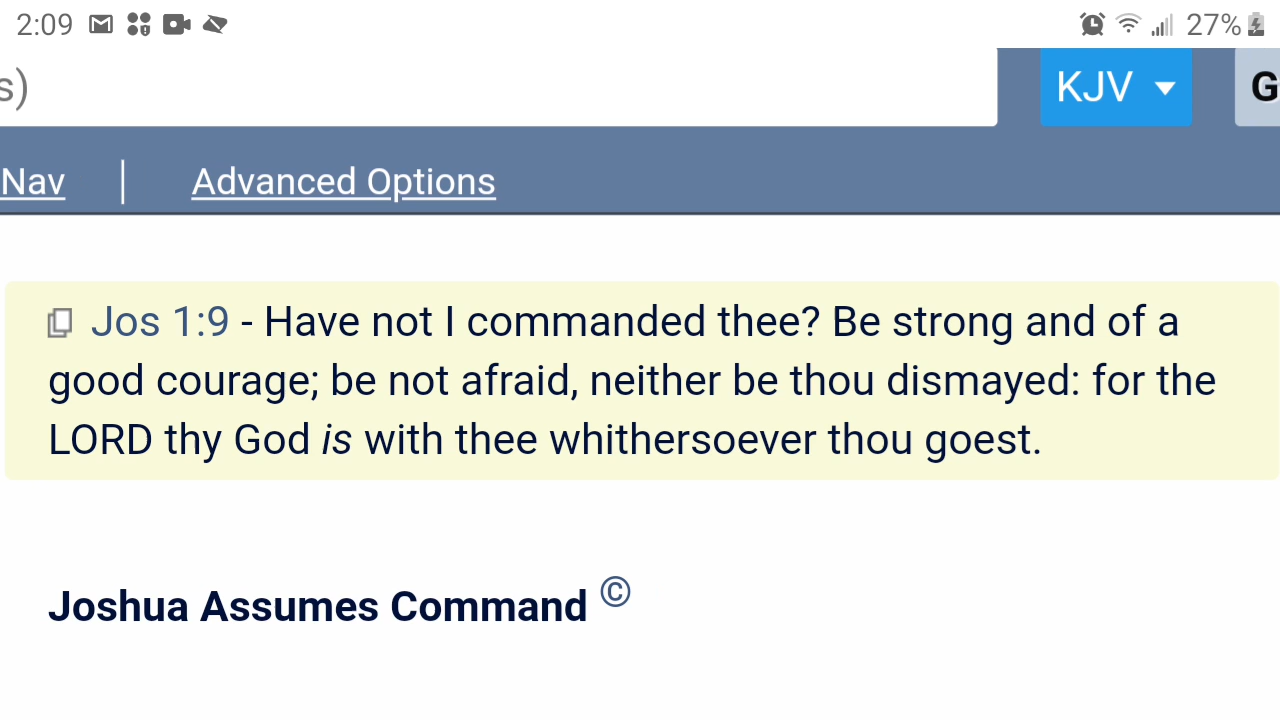 2:09 27%
s) KJV G
Nav | Advanced Options
Jos 1:9 - Have not I commanded thee? Be strong and of a
good courage; be not afraid, neither be thou dismayed: for the
LORD thy God is with thee whithersoever thou goest.
Joshua Assumes Command ©